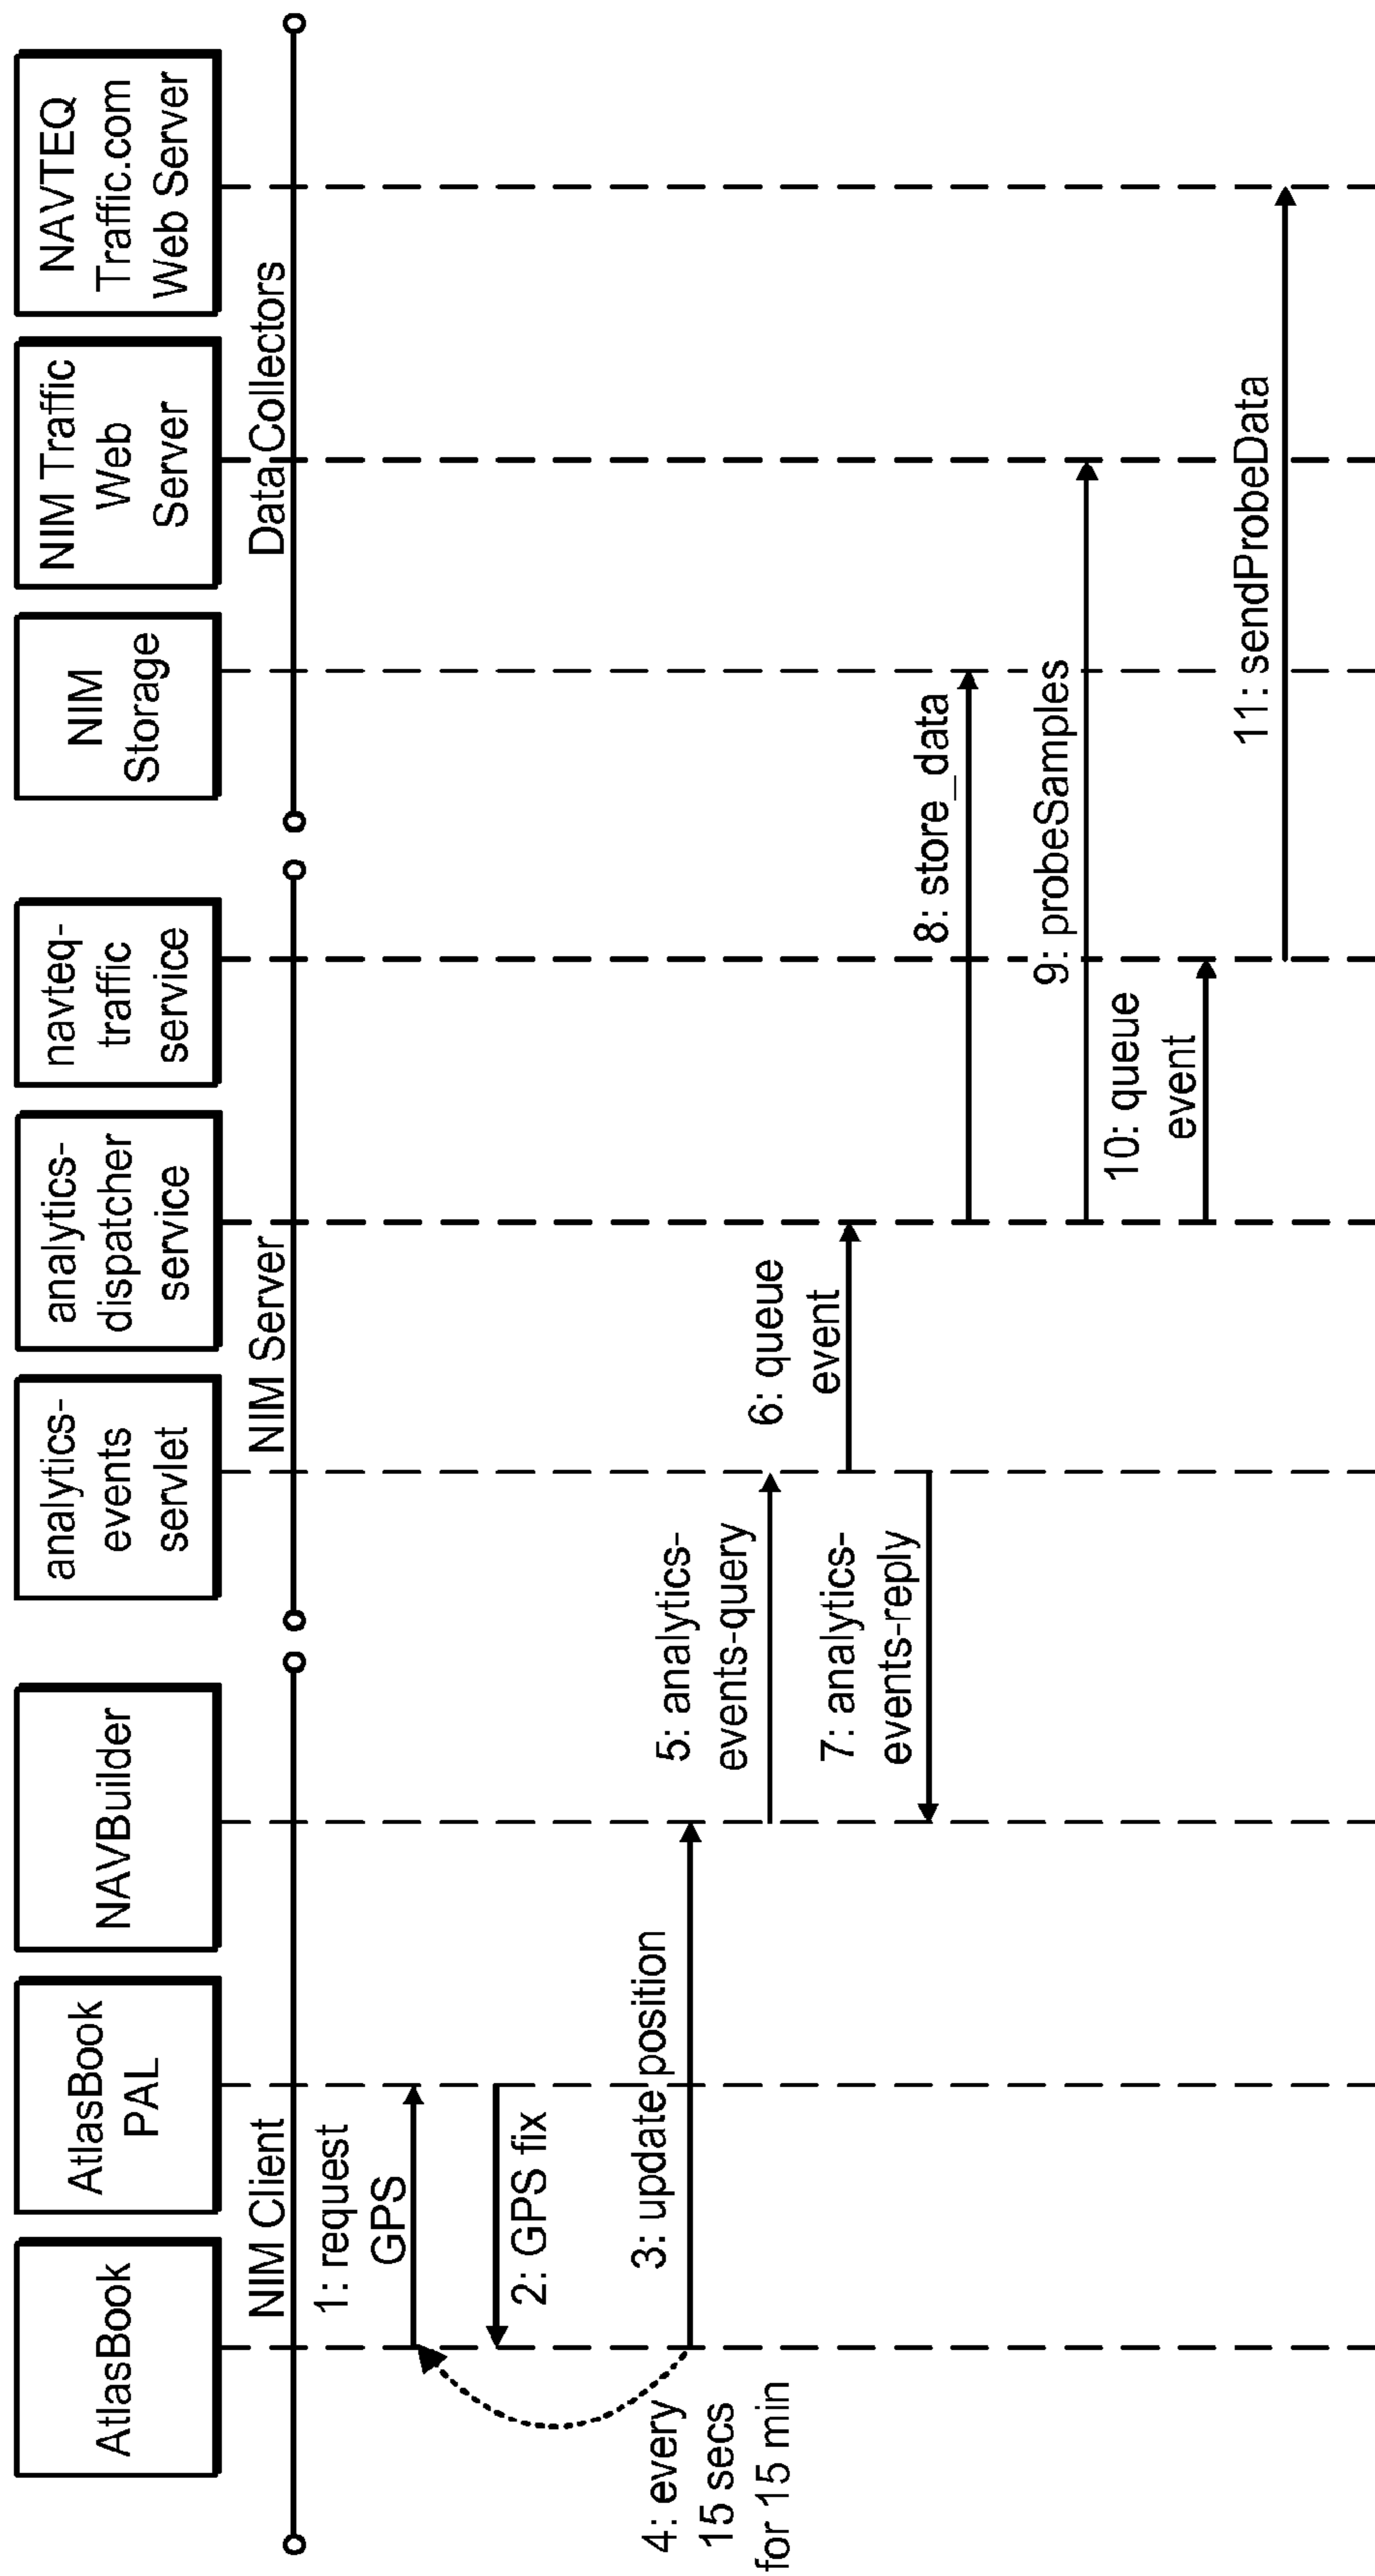 AtlasBook
AtlasBook
PAL
NAVBuilder
analytics-
events
servlet
analytics-
dispatcher
service
navteq-
traffic
service
NIM
Storage
NIM Traffic
Web
Server
NAVTEQ
Traffic.com
Web Server
NIM Client
NIM Server
Data Collectors
1: request
GPS
2: GPS fix
3: update position
4: every
15 secs
for 15 min
5: analytics-
events-query
6: queue
event
7: analytics-
events-reply
8: store_data
9: probeSamples
10: queue
event
11: sendProbeData